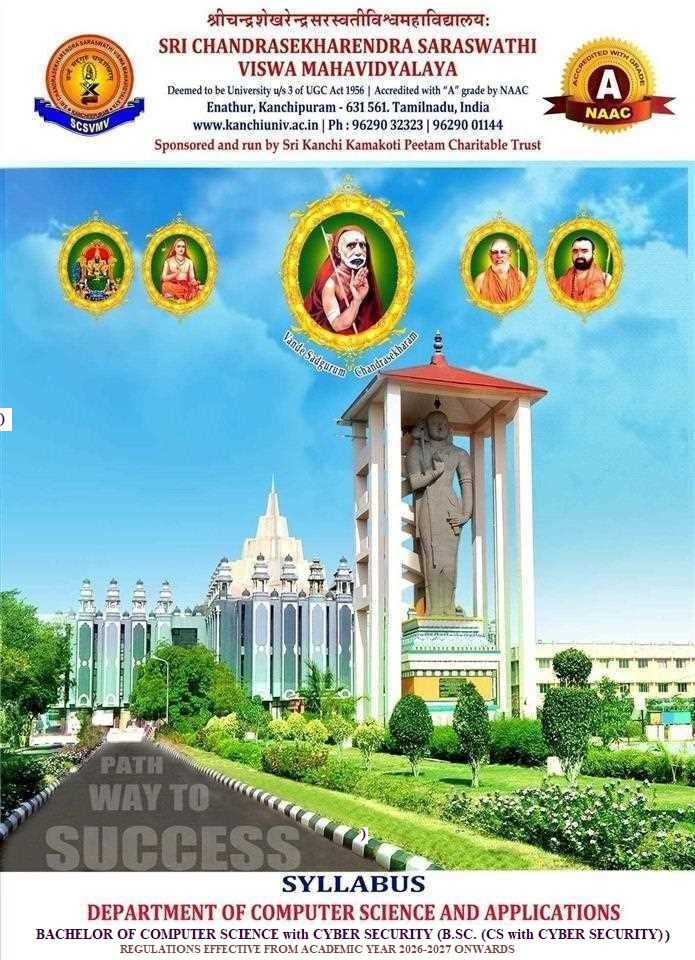 श्रीचन्द्रशेखरेन्द्रसरस्वतीविश्वमहाविद्यालय:
SRI CHANDRASEKHARENDRA SARASWATHI
VISWA MAHAVIDYALAYA
Deemed to be University u/s 3 of UGC Act 1956 | Accredited with "A" grade by NAAC
Enathur, Kanchipuram - 631 561. Tamilnadu, India
www.kanchiuniv.ac.in | Ph : 96290 32323 | 96290 01144
Sponsored and run by Sri Kanchi Kamakoti Peetam Charitable Trust
SCSVMV
ACCREDITED WITH GRADE
A
NAAC
Vande Sadgurum Chandrasekharam
)
PATH
WAY TO
SUCCESS
)
SYLLABUS
DEPARTMENT OF COMPUTER SCIENCE AND APPLICATIONS
BACHELOR OF COMPUTER SCIENCE with CYBER SECURITY (B.SC. (CS with CYBER SECURITY))
REGULATIONS EFFECTIVE FROM ACADEMIC YEAR 2026-2027 ONWARDS